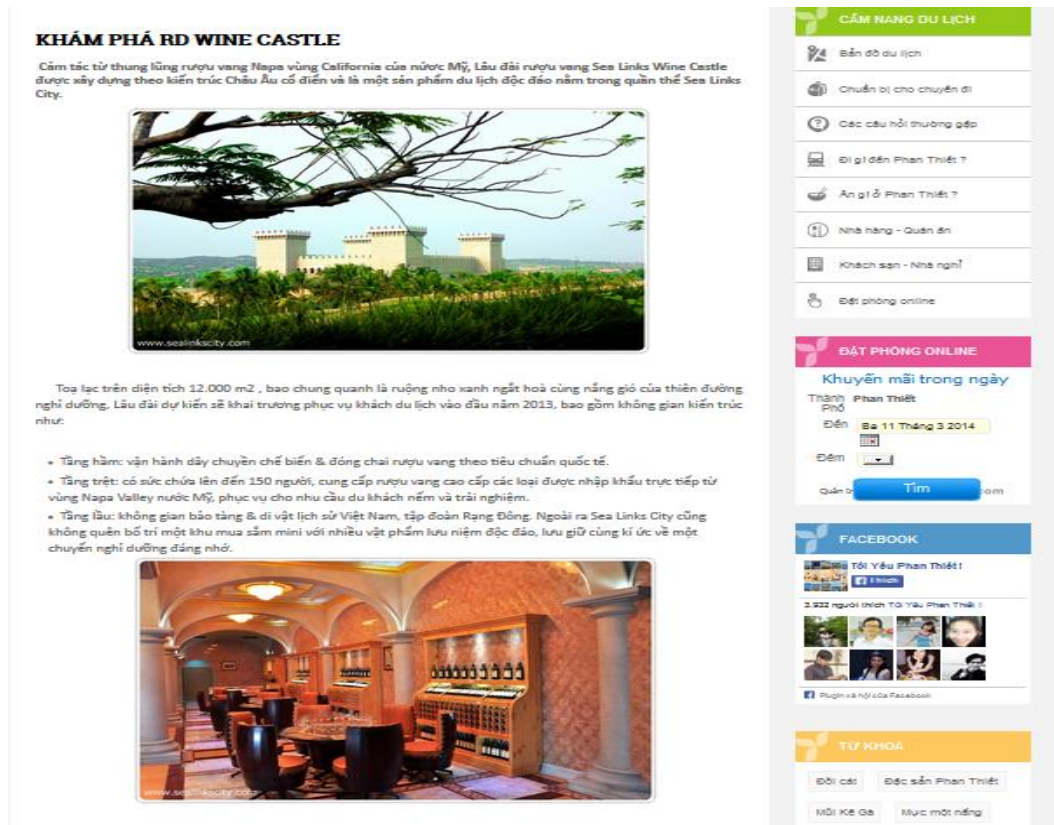 KHÁM PHÁ RD WINE CASTLE
Cảm tác từ thung lũng rượu vang Napa vùng California của nước Mỹ, Lâu đài rượu vang Sea Links Wine Castle
được xây dựng theo kiến trúc Châu Âu cổ điển và là một sản phẩm du lịch độc đáo nằm trong quần thể Sea Links
City.
www.sealinkscity.com
Toạ lạc trên diện tích 12.000 m2 , bao chung quanh là ruộng nho xanh ngắt hoà cùng nắng gió của thiên đường
nghỉ dưỡng, Lâu đài dự kiến sẽ khai trương phục vụ khách du lịch vào đầu năm 2013, bao gồm không gian kiến trúc
như:
• Tầng hầm: vận hành dây chuyền chế biến & đóng chai rượu vang theo tiêu chuẩn quốc tế.
• Tầng trệt: có sức chứa lên đến 150 người, cung cấp rượu vang cao cấp các loại được nhập khẩu trực tiếp từ
vùng Napa Valley nước Mỹ, phục vụ cho nhu cầu du khách nếm và trải nghiệm.
• Tầng lầu: không gian bảo tàng & di vật lịch sử Việt Nam, tập đoàn Rạng Đông. Ngoài ra Sea Links City cũng
không quên bố trí một khu mua sắm mini với nhiều vật phẩm lưu niệm độc đáo, lưu giữ cùng kí ức về một
chuyến nghỉ dưỡng đáng nhớ.
www.sealinkscity.com
CẨM NANG DU LỊCH
Bản đồ du lịch
Chuẩn bị cho chuyến đi
Các câu hỏi thường gặp
Đi gì đến Phan Thiết ?
Ăn gì ở Phan Thiết ?
Nhà hàng - Quán ăn
Khách sạn - Nhà nghỉ
Đặt phòng online
ĐẶT PHÒNG ONLINE
Khuyến mãi trong ngày
Thành Phan Thiết
Phố
Đến Ba 11 Tháng 3 2014
Đêm
Tìm
FACEBOOK
Tôi Yêu Phan Thiết !
Thích
3.932 người thích Tôi Yêu Phan Thiết !
Plugin xã hội của Facebook
TỪ KHOÁ
Đồi cát Đặc sản Phan Thiết
Mũi Kê Gà Mực một nắng